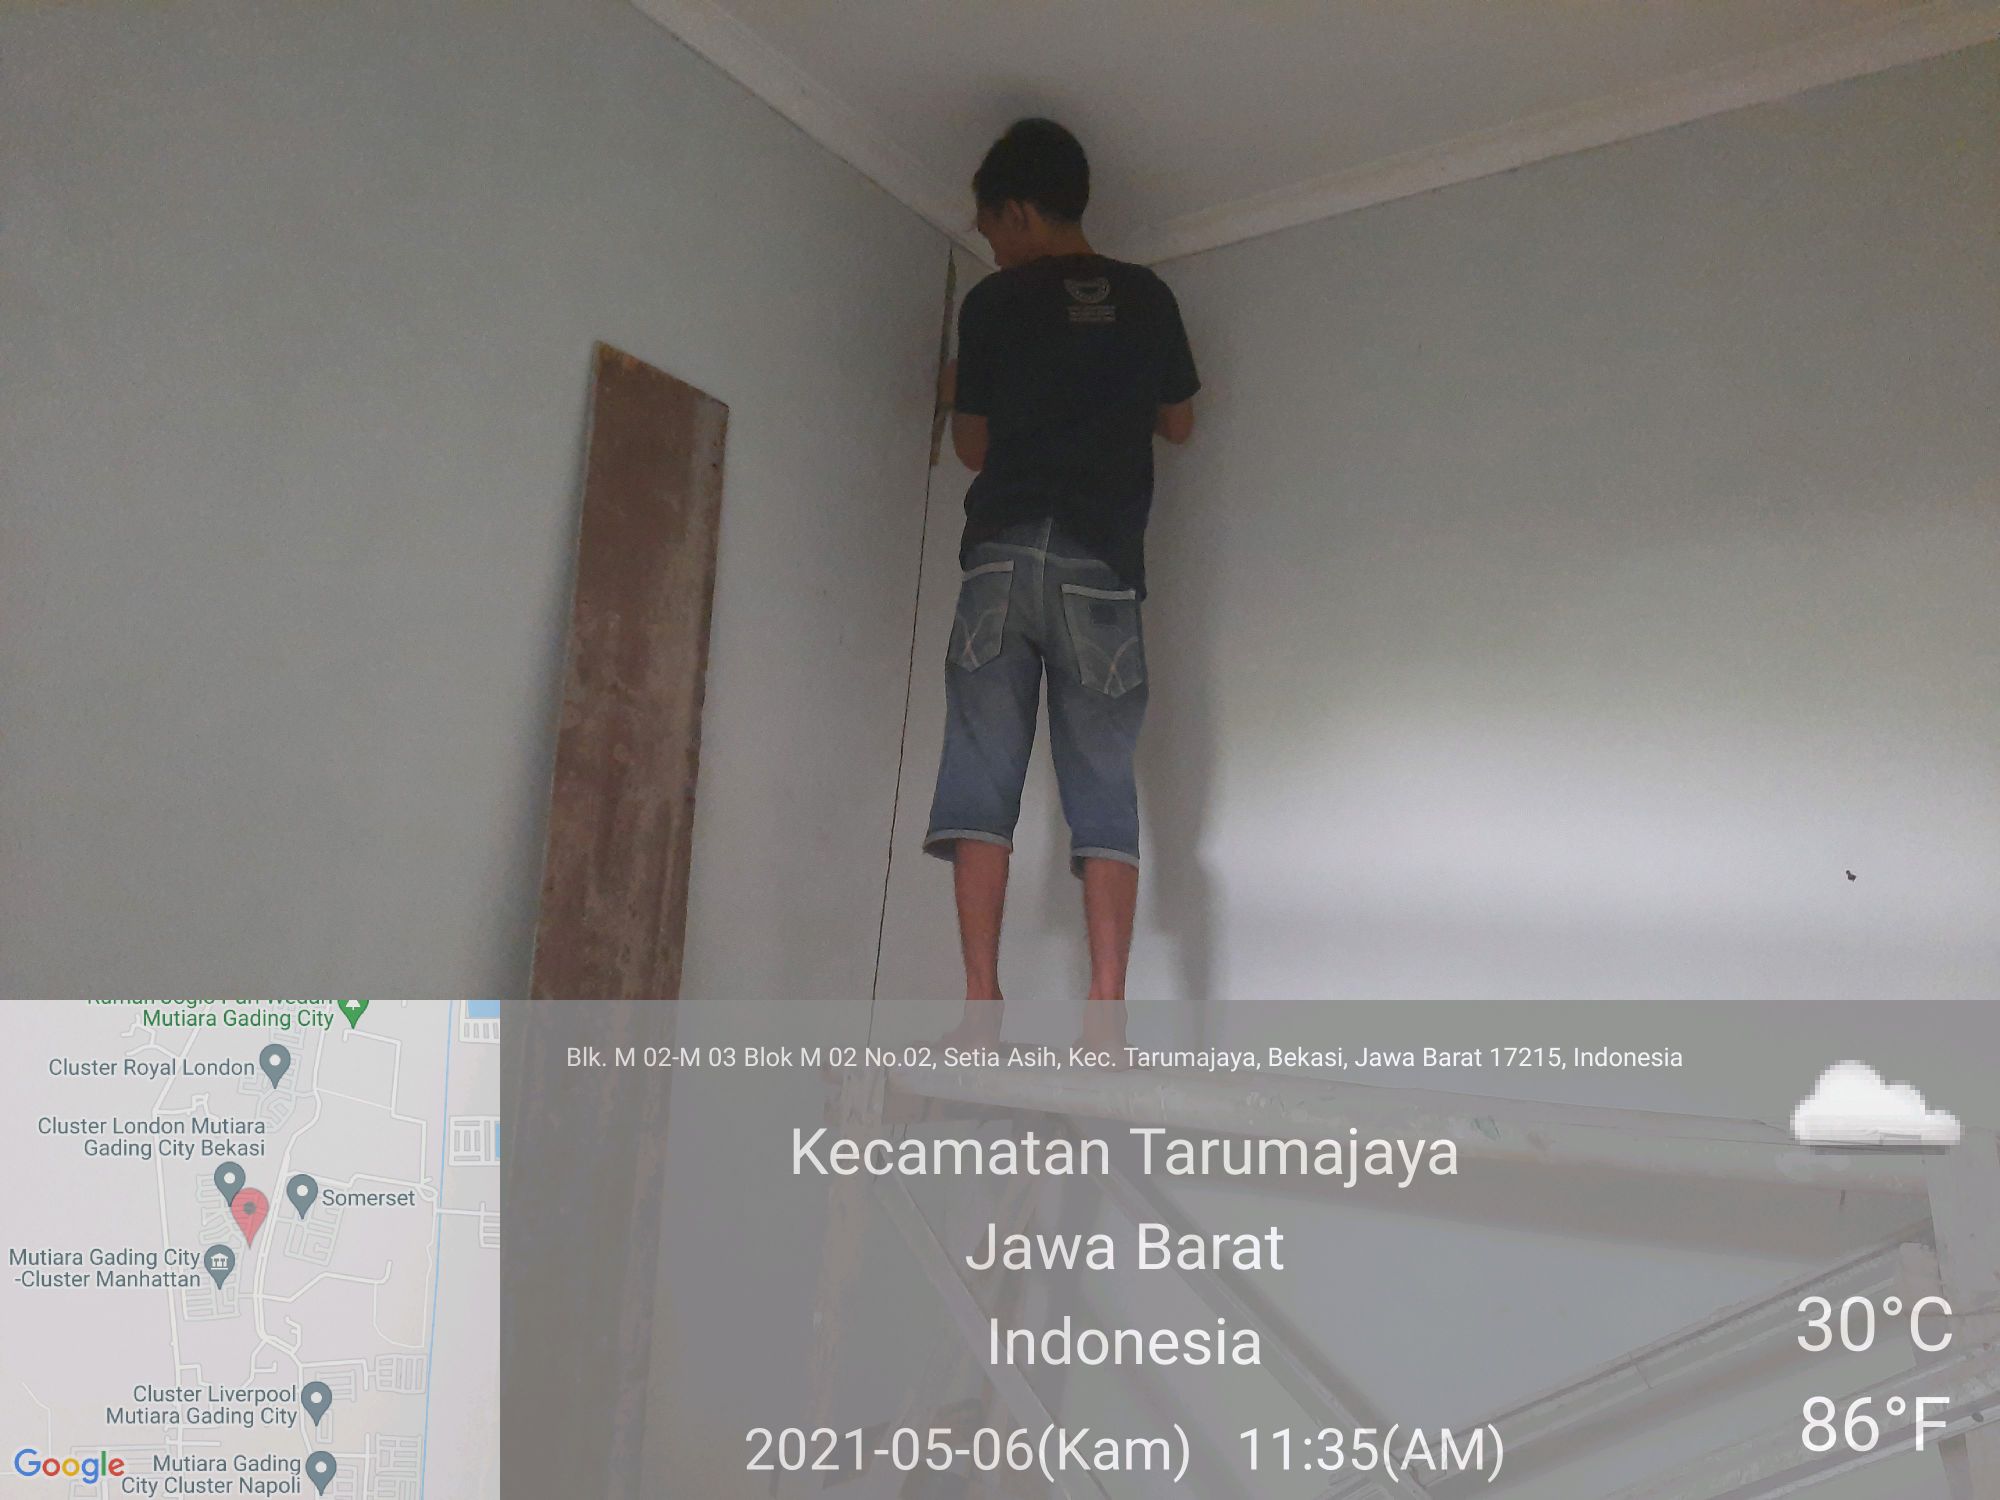 Mutiara Gading City
Cluster Royal London
Cluster London Mutiara
Gading City Bekasi
Somerset
Mutiara Gading City
-Cluster Manhattan
Cluster Liverpool
Mutiara Gading City
Mutiara Gading
City Cluster Napoli
Google
Blk. M 02-M 03 Blok M 02 No.02, Setia Asih, Kec. Tarumajaya, Bekasi, Jawa Barat 17215, Indonesia
Kecamatan Tarumajaya
Jawa Barat
Indonesia
2021-05-06(Kam) 11:35(AM)
30°C
86°F